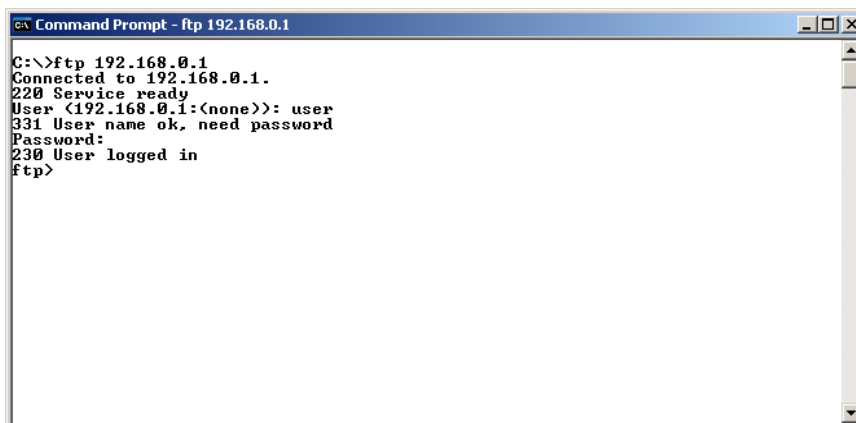 Command Prompt - ftp 192.168.0.1
C:\>ftp 192.168.0.1
Connected to 192.168.0.1.
220 Service ready
User (192.168.0.1:(none)): user
331 User name ok, need password
Password:
230 User logged in
ftp>